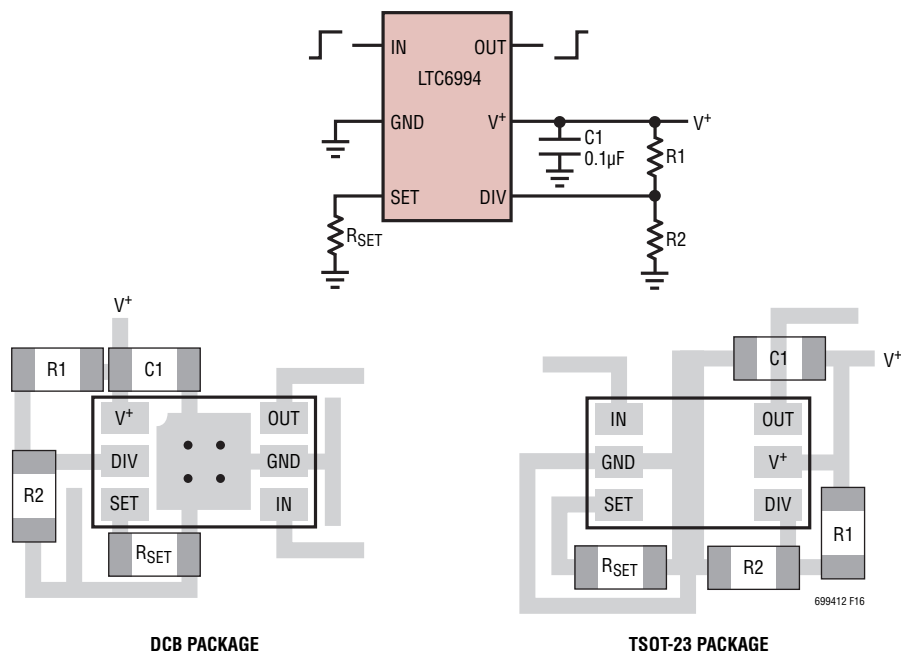 IN OUT
LTC6994
GND V+ V+
C1
0.1µF
R1
SET DIV
RSET
R2
V+
R1 C1
V+ OUT
DIV GND
SET IN
R2
RSET
DCB PACKAGE
C1
V+
IN OUT
GND V+
SET DIV
R1
RSET R2
699412 F16
TSOT-23 PACKAGE